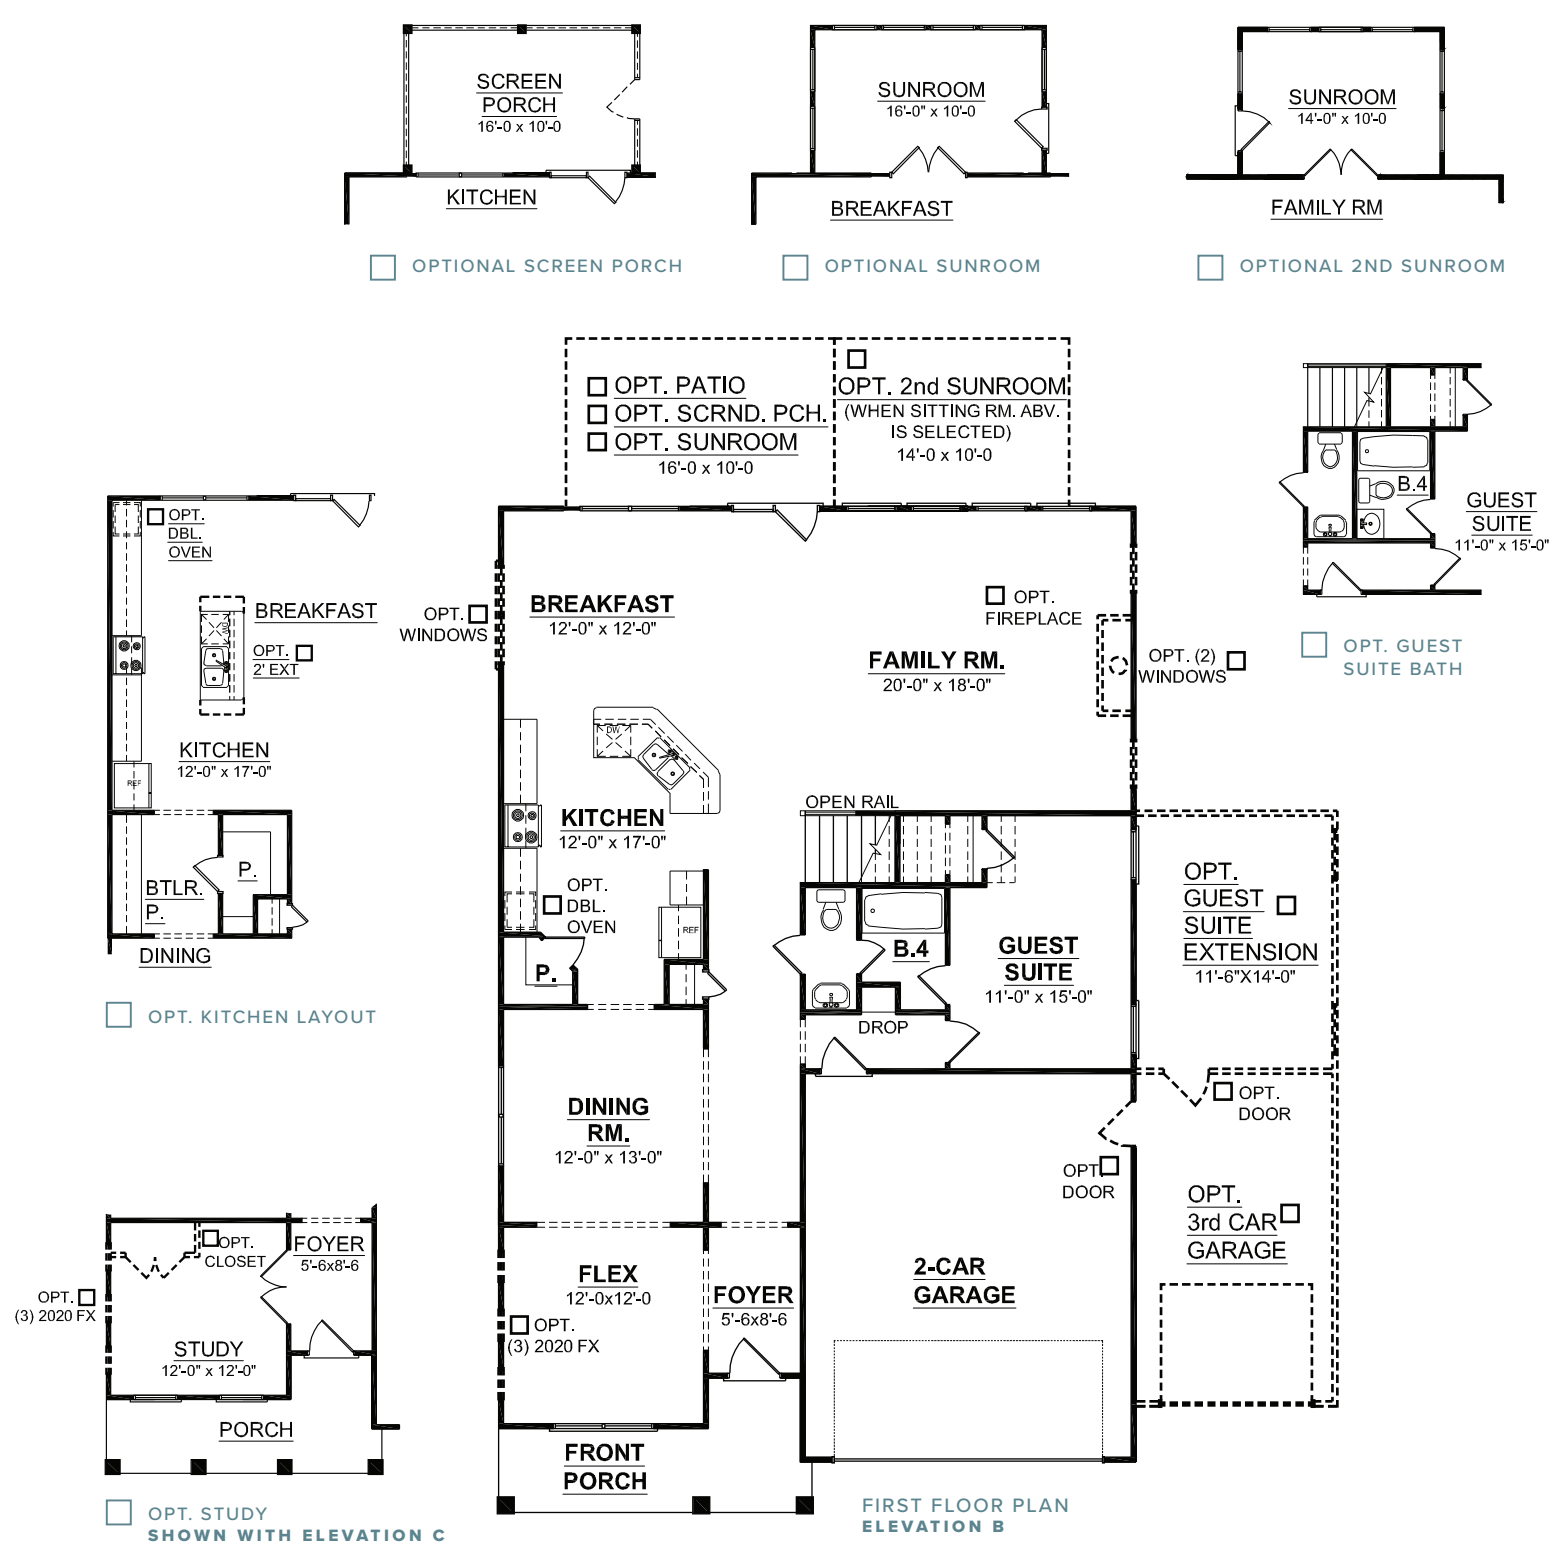 SCREEN
PORCH
16'-0 x 10'-0
KITCHEN
OPTIONAL SCREEN PORCH
SUNROOM
16'-0" x 10'-0
BREAKFAST
OPTIONAL SUNROOM
SUNROOM
14'-0" x 10'-0
FAMILY RM
OPTIONAL 2ND SUNROOM
OPT. PATIO
OPT. SCRND. PCH.
OPT. SUNROOM
16'-0 x 10'-0
OPT. 2nd SUNROOM
(WHEN SITTING RM. ABV.
IS SELECTED)
14'-0 x 10'-0
B.4
GUEST
SUITE
11'-0" x 15'-0"
OPT. GUEST
SUITE BATH
OPT.
DBL.
OVEN
BREAKFAST
DW
OPT.
2' EXT
KITCHEN
12'-0" x 17'-0"
REF
BTLR.
P.
P.
DINING
OPT. KITCHEN LAYOUT
OPT.
WINDOWS
BREAKFAST
12'-0" x 12'-0"
OPT.
FIREPLACE
FAMILY RM.
20'-0" x 18'-0"
OPT. (2)
WINDOWS
DW
KITCHEN
12'-0" x 17'-0"
OPEN RAIL
OPT.
DBL.
OVEN
REF
P.
B.4
GUEST
SUITE
11'-0" x 15'-0"
DROP
OPT.
GUEST
SUITE
EXTENSION
11'-6"X14'-0"
OPT.
DOOR
DINING
RM.
12'-0" x 13'-0"
OPT.
DOOR
OPT.
3rd CAR
GARAGE
FLEX
12'-0x12'-0
OPT.
(3) 2020 FX
FOYER
5'-6x8'-6
2-CAR
GARAGE
FRONT
PORCH
FIRST FLOOR PLAN
ELEVATION B
OPT.
CLOSET
FOYER
5'-6x8'-6
OPT.
(3) 2020 FX
STUDY
12'-0" x 12'-0"
PORCH
OPT. STUDY
SHOWN WITH ELEVATION C